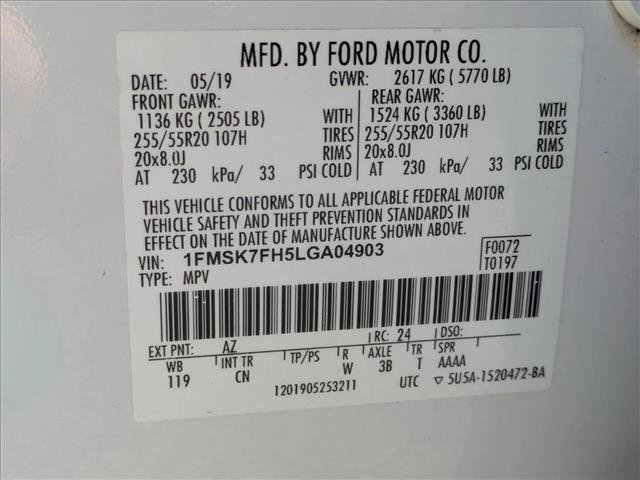 MFD. BY FORD MOTOR CO.
DATE: 05/19 GVWR: 2617 KG ( 5770 LB)
FRONT GAWR: REAR GAWR:
1136 KG ( 2505 LB) WITH 1524 KG ( 3360 LB) WITH
255/55R20 107H TIRES 255/55R20 107H TIRES
20x8.0J RIMS 20x8.0J RIMS
AT 230 kPa/ 33 PSI COLD AT 230 kPa/ 33 PSI COLD
THIS VEHICLE CONFORMS TO ALL APPLICABLE FEDERAL MOTOR
VEHICLE SAFETY AND THEFT PREVENTION STANDARDS IN
EFFECT ON THE DATE OF MANUFACTURE SHOWN ABOVE.
VIN: 1FMSK7FH5LGA04903 F0072
TYPE: MPV T0197
EXT PNT: AZ RC: 24 DSO:
WB INT TR TP/PS R AXLE TR SPR
119 CN W 3B T AAAA
1201905253211 UTC ▽ 5U5A-1520472-BA